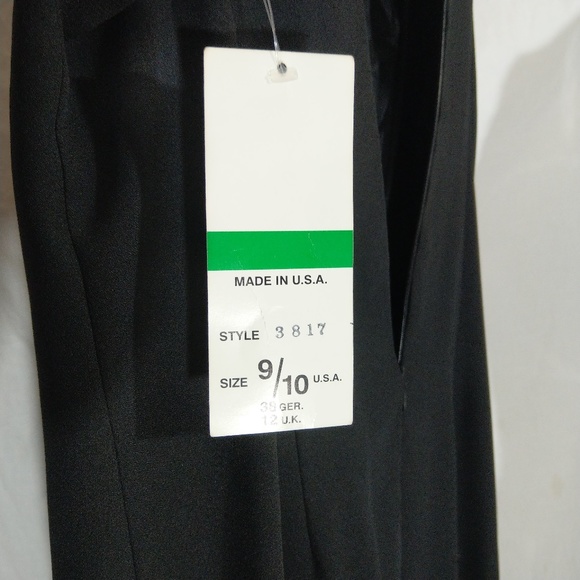 MADE IN U.S.A.
STYLE 3817
SIZE 9/10 U.S.A.
38 GER.
12 U.K.